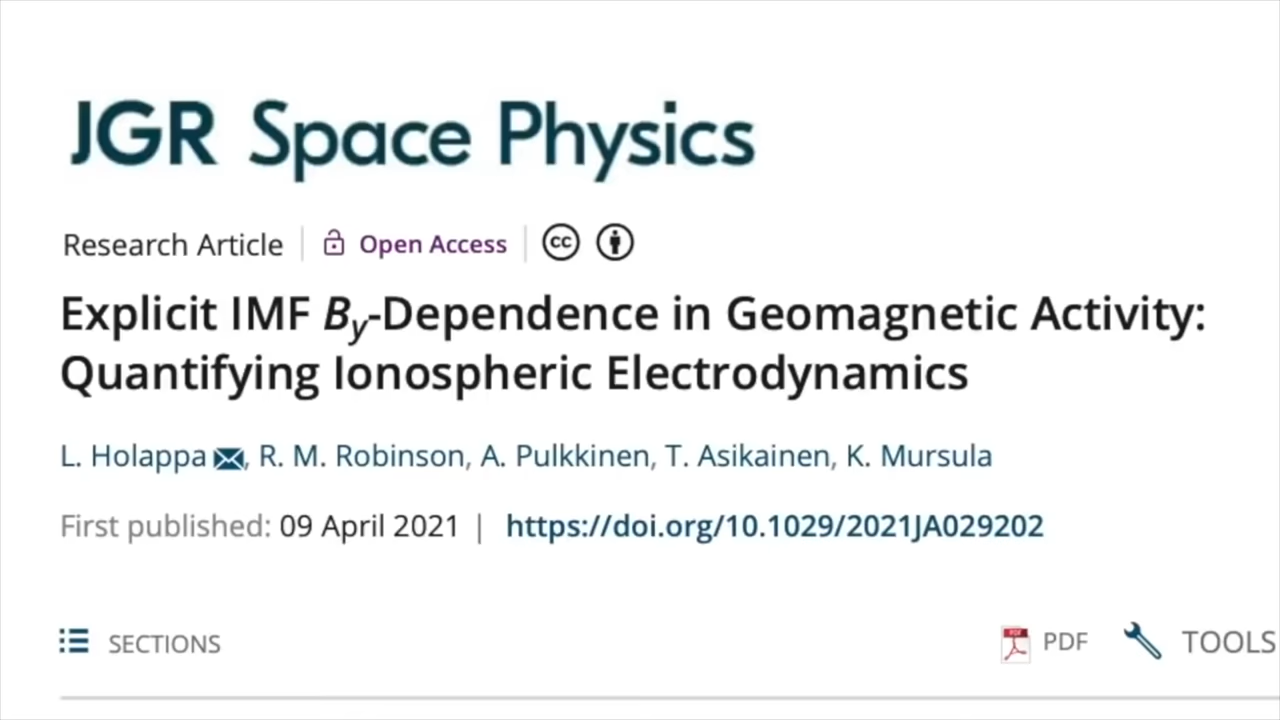 JGR Space Physics
Research Article | Open Access | cc
Explicit IMF By-Dependence in Geomagnetic Activity:
Quantifying Ionospheric Electrodynamics
L. Holappa, R. M. Robinson, A. Pulkkinen, T. Asikainen, K. Mursula
First published: 09 April 2021 | https://doi.org/10.1029/2021JA029202
SECTIONS PDF TOOLS